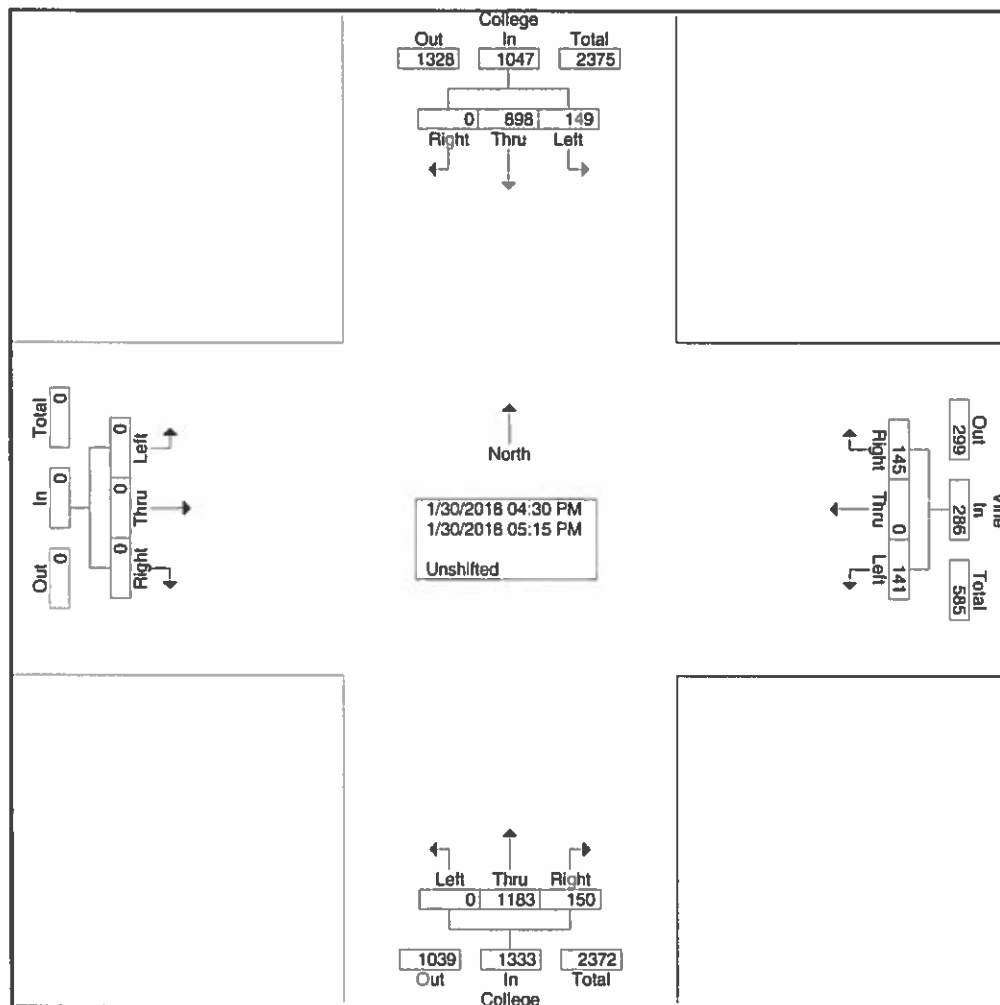 College
Out In Total
1328 1047 2375
0 898 149
Right Thru Left
North
1/30/2018 04:30 PM
1/30/2018 05:15 PM
Unshifted
Total 0
In 0
Out 0
0 Left
0 Thru
0 Right
Right 145
Thru 0
Left 141
Vine
Out 299
In 286
Total 585
Left Thru Right
0 1183 150
1039 1333 2372
Out In Total
College